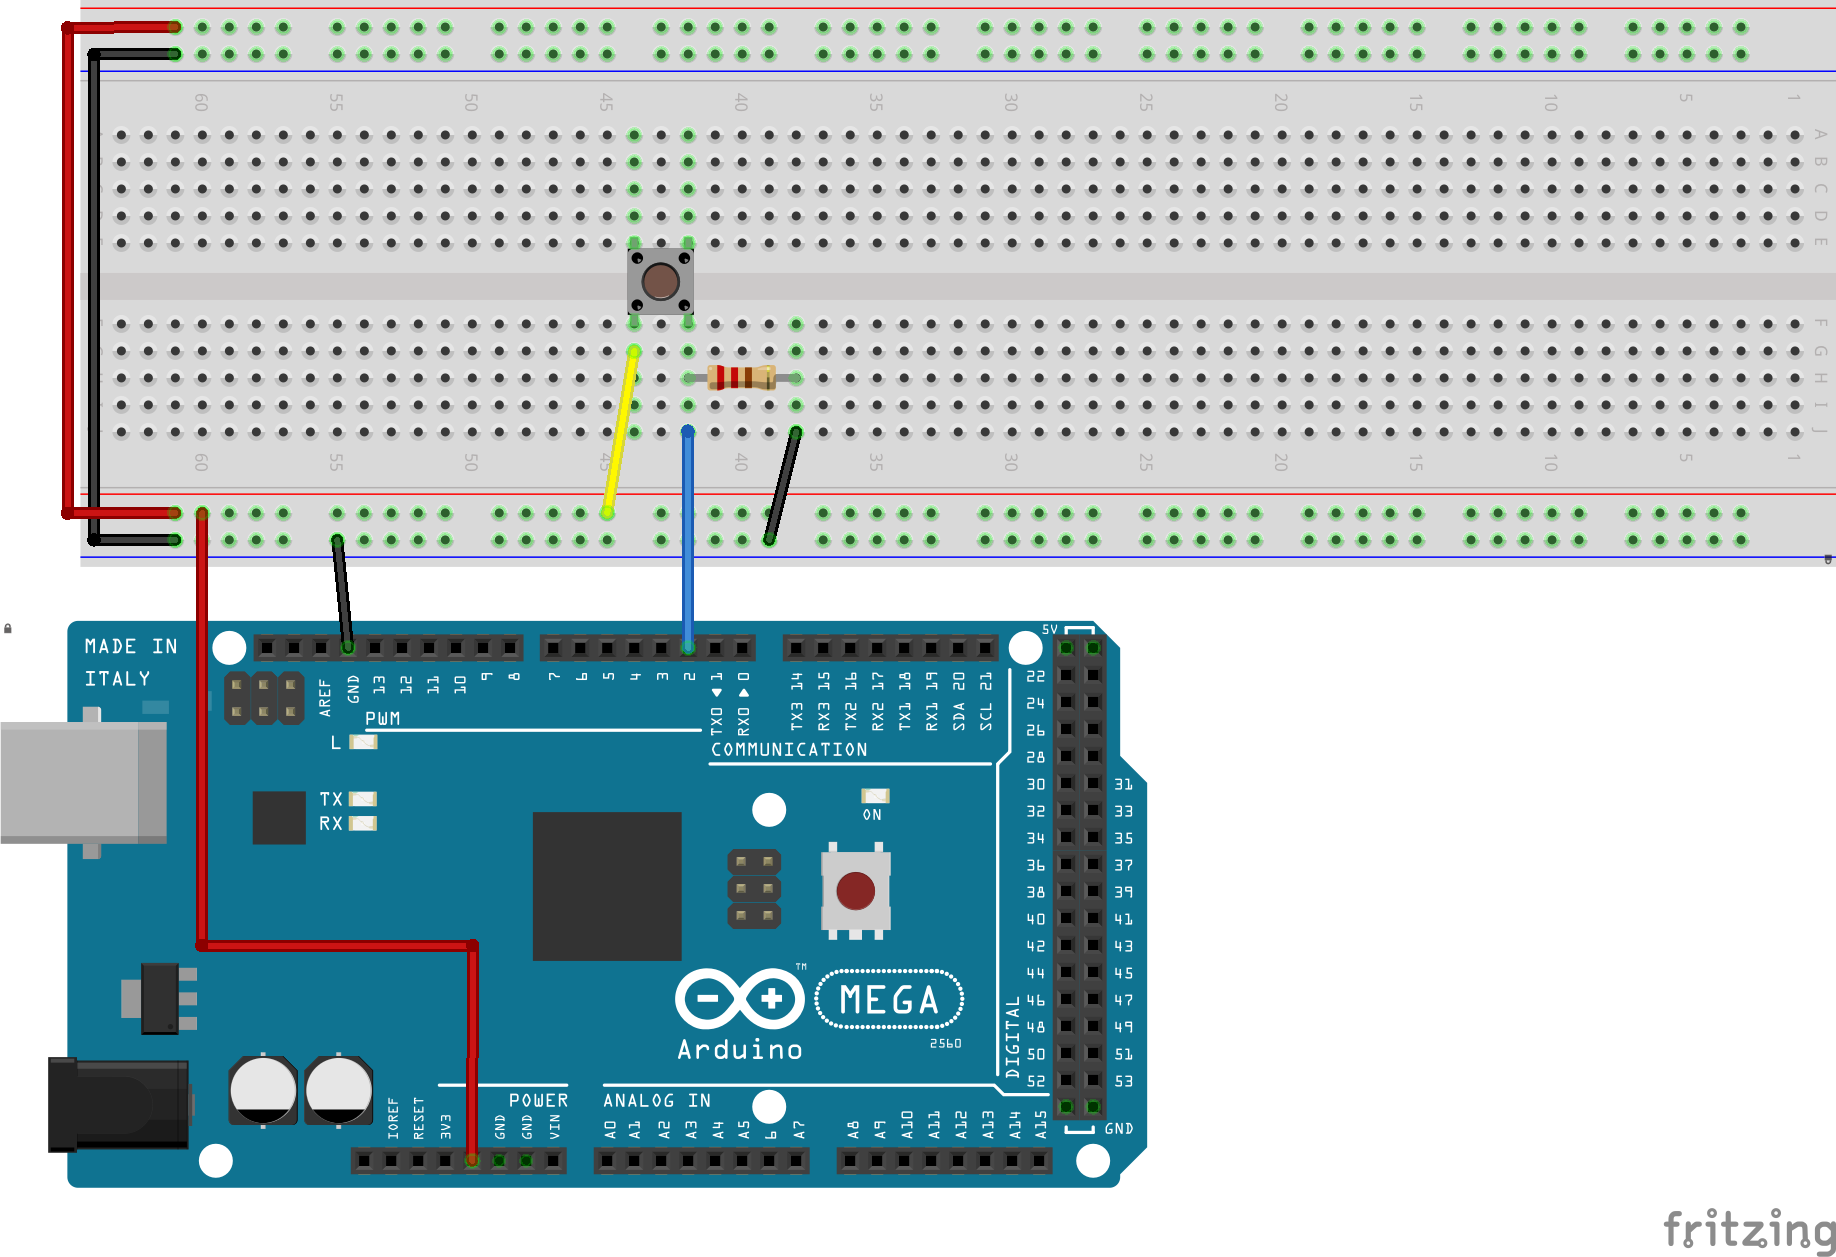 60 55 50 45 40 35 30 25 20 15 10 5 1
A
B
C
D
E
F
G
H
I
J
60 55 50 45 40 35 30 25 20 15 10 5 1
MADE IN
ITALY
AREF GND 13 12 11 10 9 8 7 6 5 4 3 2 TX0 1 RX0 0 TX3 14 RX3 15 TX2 16 RX2 17 TX1 18 RX1 19 SDA 20 SCL 21
5V
PWM
COMMUNICATION
L
TX
RX
ON
22
24
26
28
30 31
32 33
34 35
36 37
38 39
40 41
42 43
44 45
46 47
48 49
50 51
52 53
DIGITAL
GND
TM
MEGA
Arduino
2560
POWER
ANALOG IN
IOREF RESET 3V3 GND GND VIN A0 A1 A2 A3 A4 A5 6 A7 A8 A9 A10 A11 A12 A13 A14 A15
fritzing